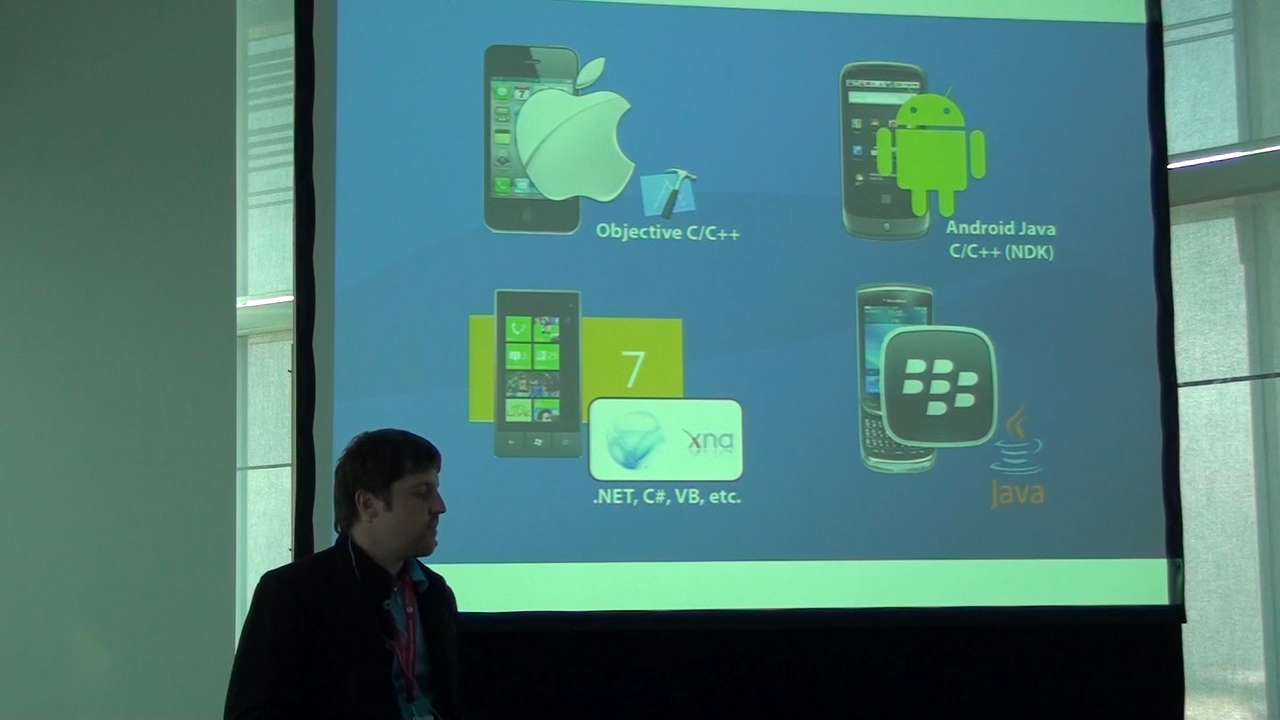 Objective C/C++
Android Java
C/C++ (NDK)
7
xna
.NET, C#, VB, etc.
Java